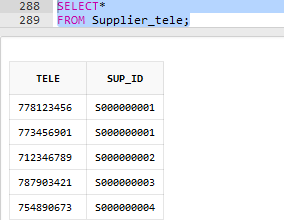 288 SELECT*
289 FROM Supplier_tele;
TELE SUP_ID
778123456 S000000001
773456901 S000000001
712346789 S000000002
787903421 S000000003
754890673 S000000004